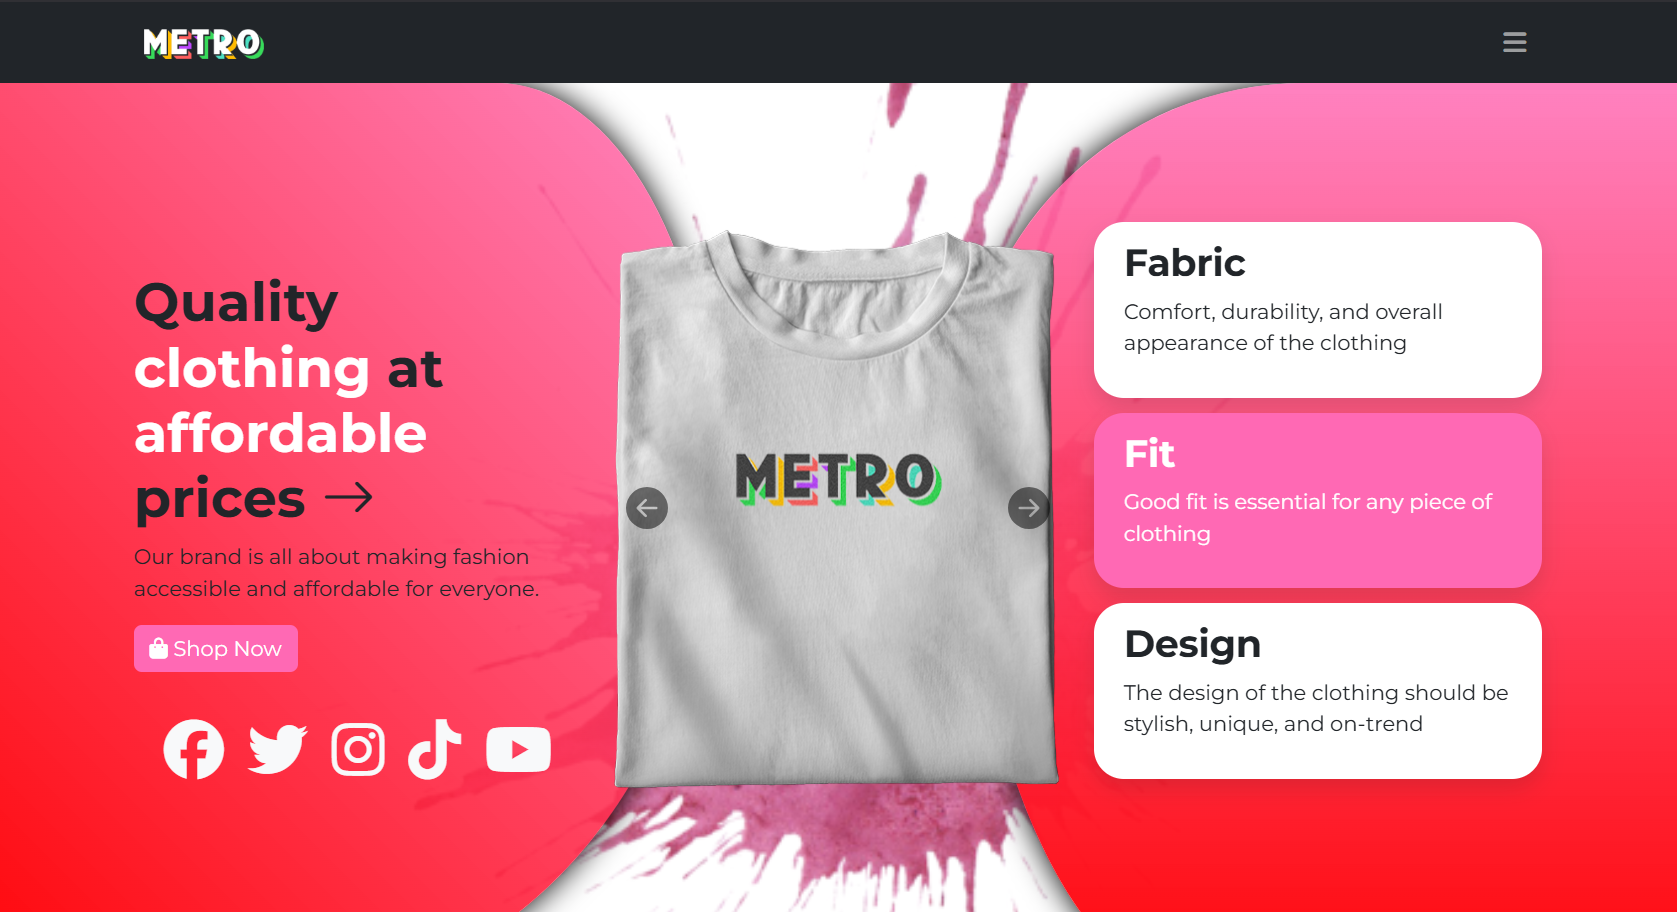 METRO
Quality
clothing at
affordable
prices
Our brand is all about making fashion
accessible and affordable for everyone.
Shop Now
METRO
Fabric
Comfort, durability, and overall
appearance of the clothing
Fit
Good fit is essential for any piece of
clothing
Design
The design of the clothing should be
stylish, unique, and on-trend